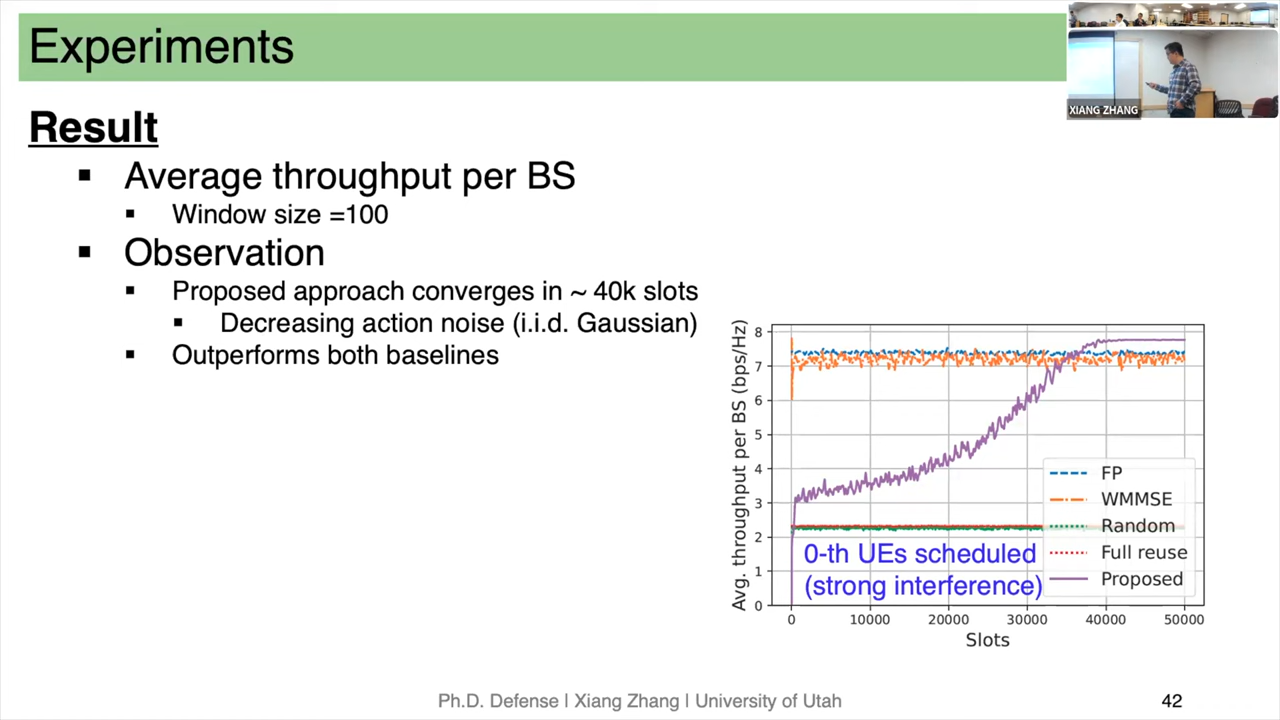 Experiments
XIANG ZHANG
Result
▪ Average throughput per BS
▪ Window size =100
▪ Observation
▪ Proposed approach converges in ~ 40k slots
▪ Decreasing action noise (i.i.d. Gaussian)
▪ Outperforms both baselines
Avg. throughput per BS (bps/Hz)
8
7
6
5
4
3
2
1
0
FP
WMMSE
Random
Full reuse
Proposed
0-th UEs scheduled
(strong interference)
0 10000 20000 30000 40000 50000
Slots
Ph.D. Defense | Xiang Zhang | University of Utah
42